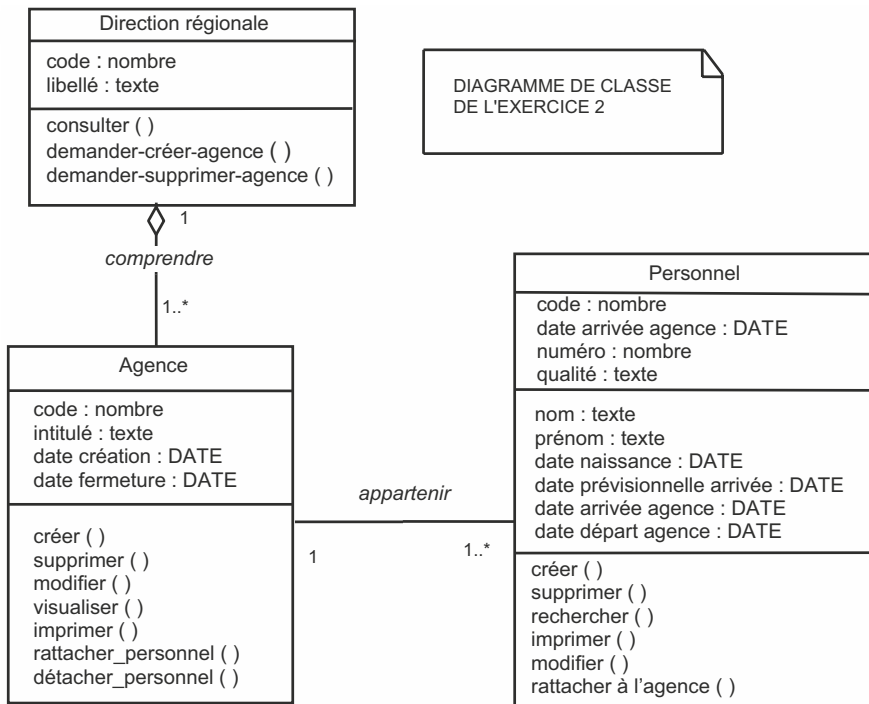 Direction régionale
code : nombre
libellé : texte
consulter ( )
demander-créer-agence ( )
demander-supprimer-agence ( )
DIAGRAMME DE CLASSE
DE L'EXERCICE 2
1
comprendre
1..*
Agence
code : nombre
intitulé : texte
date création : DATE
date fermeture : DATE
créer ( )
supprimer ( )
modifier ( )
visualiser ( )
imprimer ( )
rattacher_personnel ( )
détacher_personnel ( )
appartenir
1
1..*
Personnel
code : nombre
date arrivée agence : DATE
numéro : nombre
qualité : texte
nom : texte
prénom : texte
date naissance : DATE
date prévisionnelle arrivée : DATE
date arrivée agence : DATE
date départ agence : DATE
créer ( )
supprimer ( )
rechercher ( )
imprimer ( )
modifier ( )
rattacher à l’agence ( )